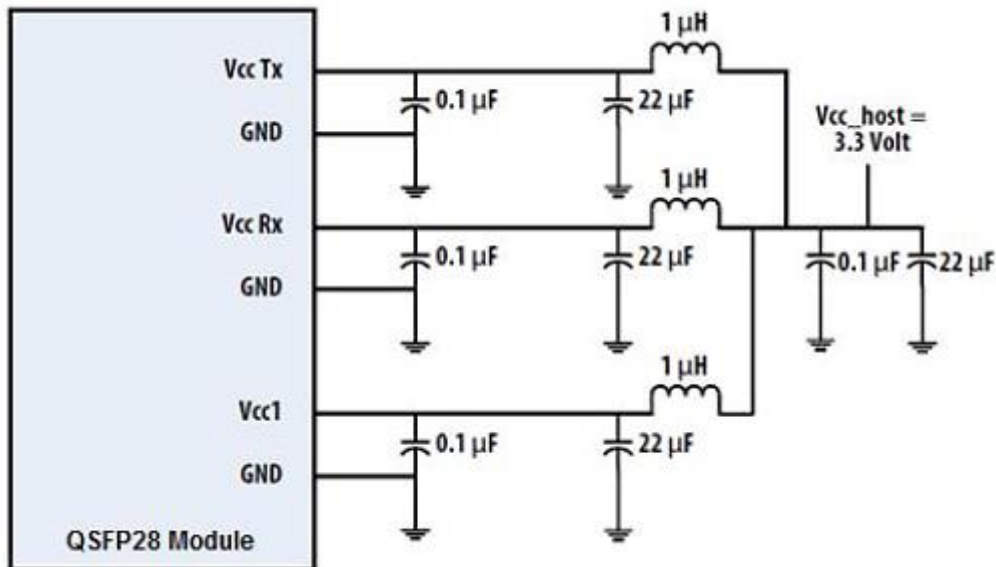 1 µH
Vcc Tx
0.1 µF
22 µF
GND
Vcc_host =
3.3 Volt
1 µH
Vcc Rx
0.1 µF
22 µF
0.1 µF
22 µF
GND
1 µH
Vcc1
0.1 µF
22 µF
GND
QSFP28 Module